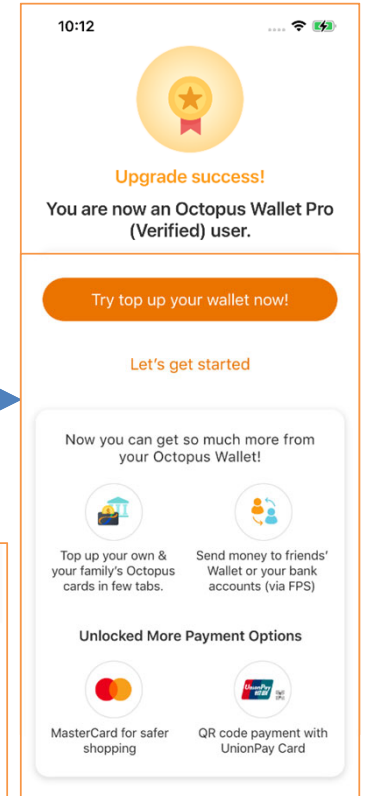 10:12
Upgrade success!
You are now an Octopus Wallet Pro
(Verified) user.
Try top up your wallet now!
Let's get started
Now you can get so much more from
your Octopus Wallet!
Top up your own &
your family's Octopus
cards in few tabs.
Send money to friends'
Wallet or your bank
accounts (via FPS)
Unlocked More Payment Options
UnionPay
银联
MasterCard for safer
shopping
QR code payment with
UnionPay Card